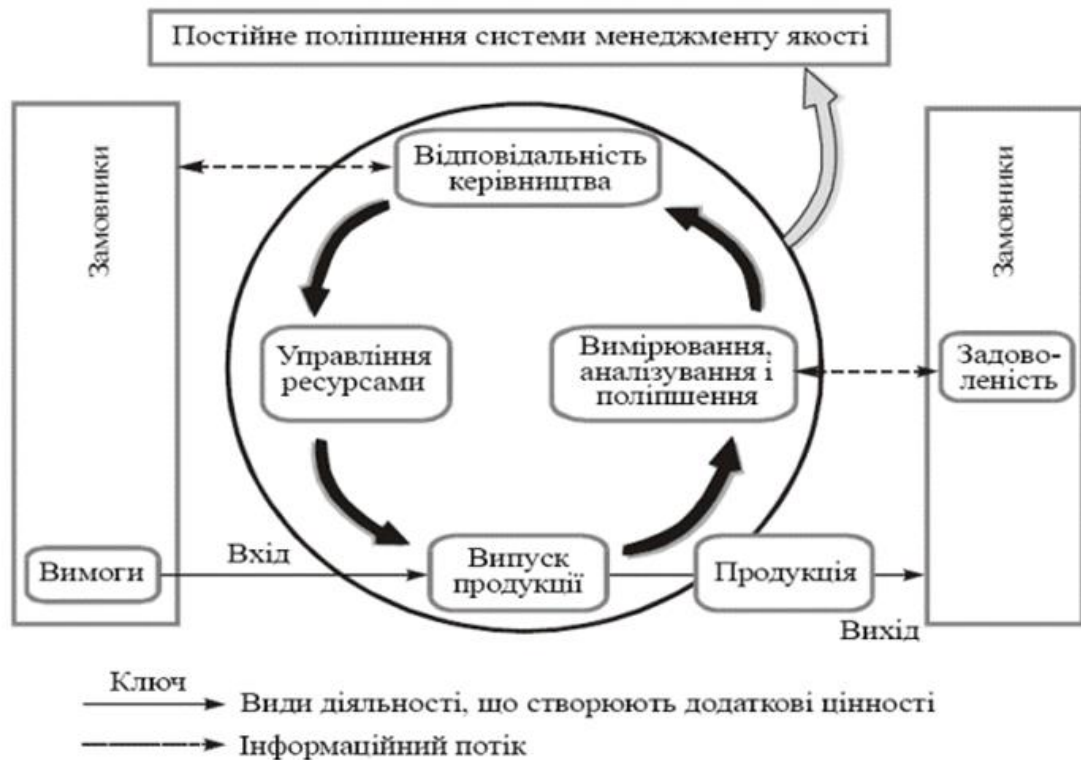 Постійне поліпшення системи менеджменту якості
Замовники
Відповідальність
керівництва
Замовники
Управління
ресурсами
Вимірювання,
аналізування і
поліпшення
Задово-
леність
Вимоги
Вхід
Випуск
продукції
Продукція
Вихід
Ключ
Види діяльності, що створюють додаткові цінності
Інформаційний потік